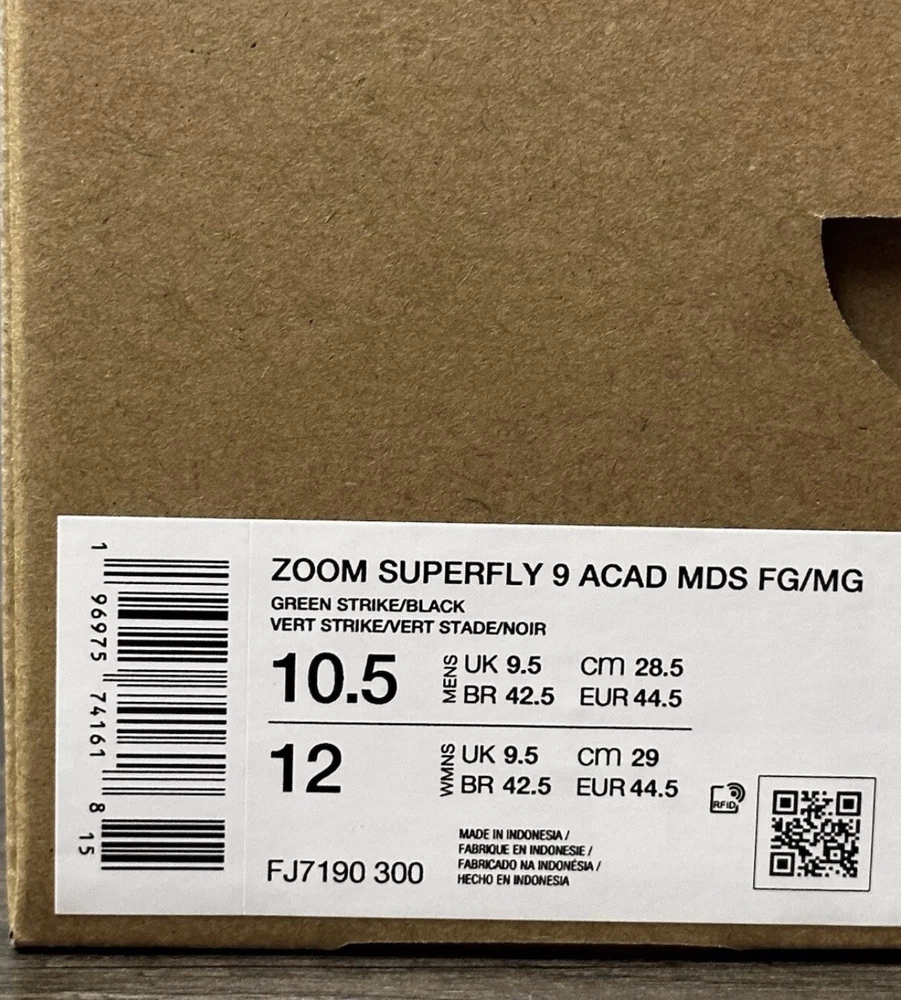 ZOOM SUPERFLY 9 ACAD MDS FG/MG
GREEN STRIKE/BLACK
VERT STRIKE/VERT STADE/NOIR
10.5 MENS UK 9.5 cm 28.5
BR 42.5 EUR 44.5
12 WMNS UK 9.5 cm 29
BR 42.5 EUR 44.5
RFID
MADE IN INDONESIA /
FABRIQUE EN INDONESIE /
FABRICADO NA INDONÉSIA /
HECHO EN INDONESIA
FJ7190 300
1 96975 74161 8 15